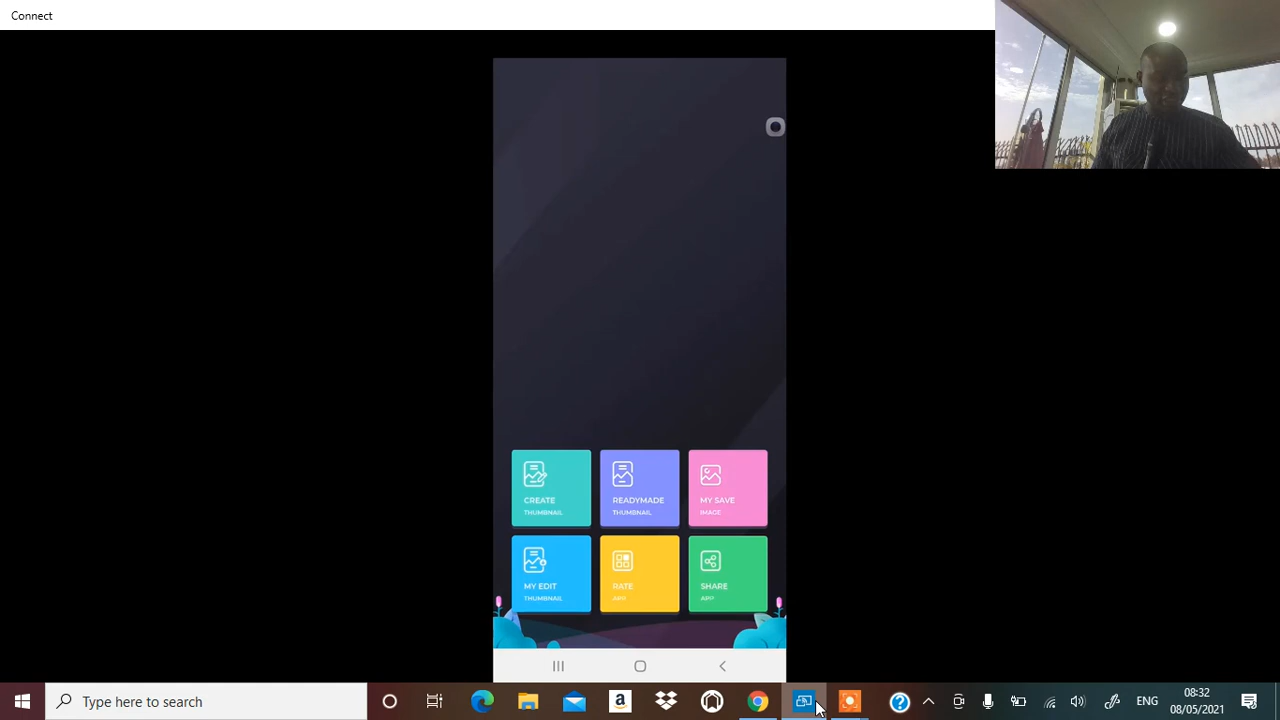 Connect
CREATE
THUMBNAIL
READYMADE
THUMBNAIL
MY SAVE
IMAGE
MY EDIT
THUMBNAIL
RATE
APP
SHARE
APP
Type here to search
ENG
08:32
08/05/2021